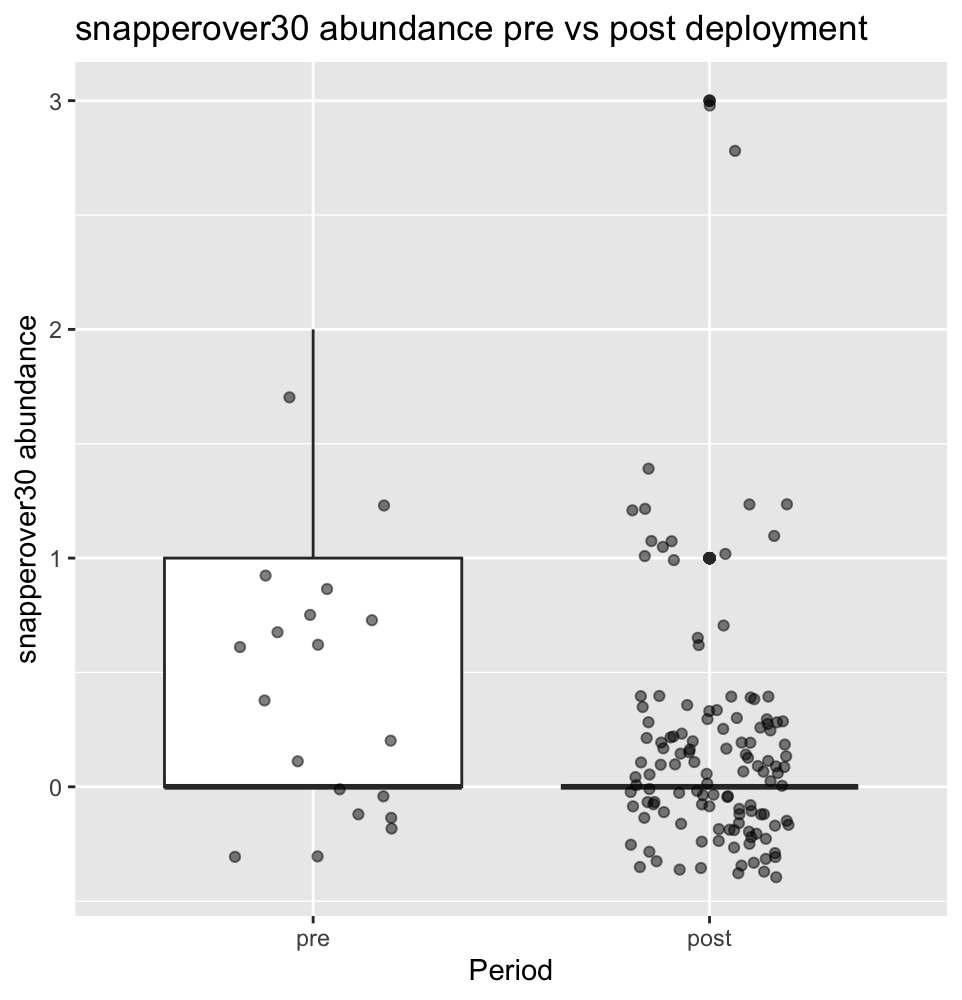 snapperover30 abundance pre vs post deployment
snapperover30 abundance
3
2
1
0
pre
post
Period